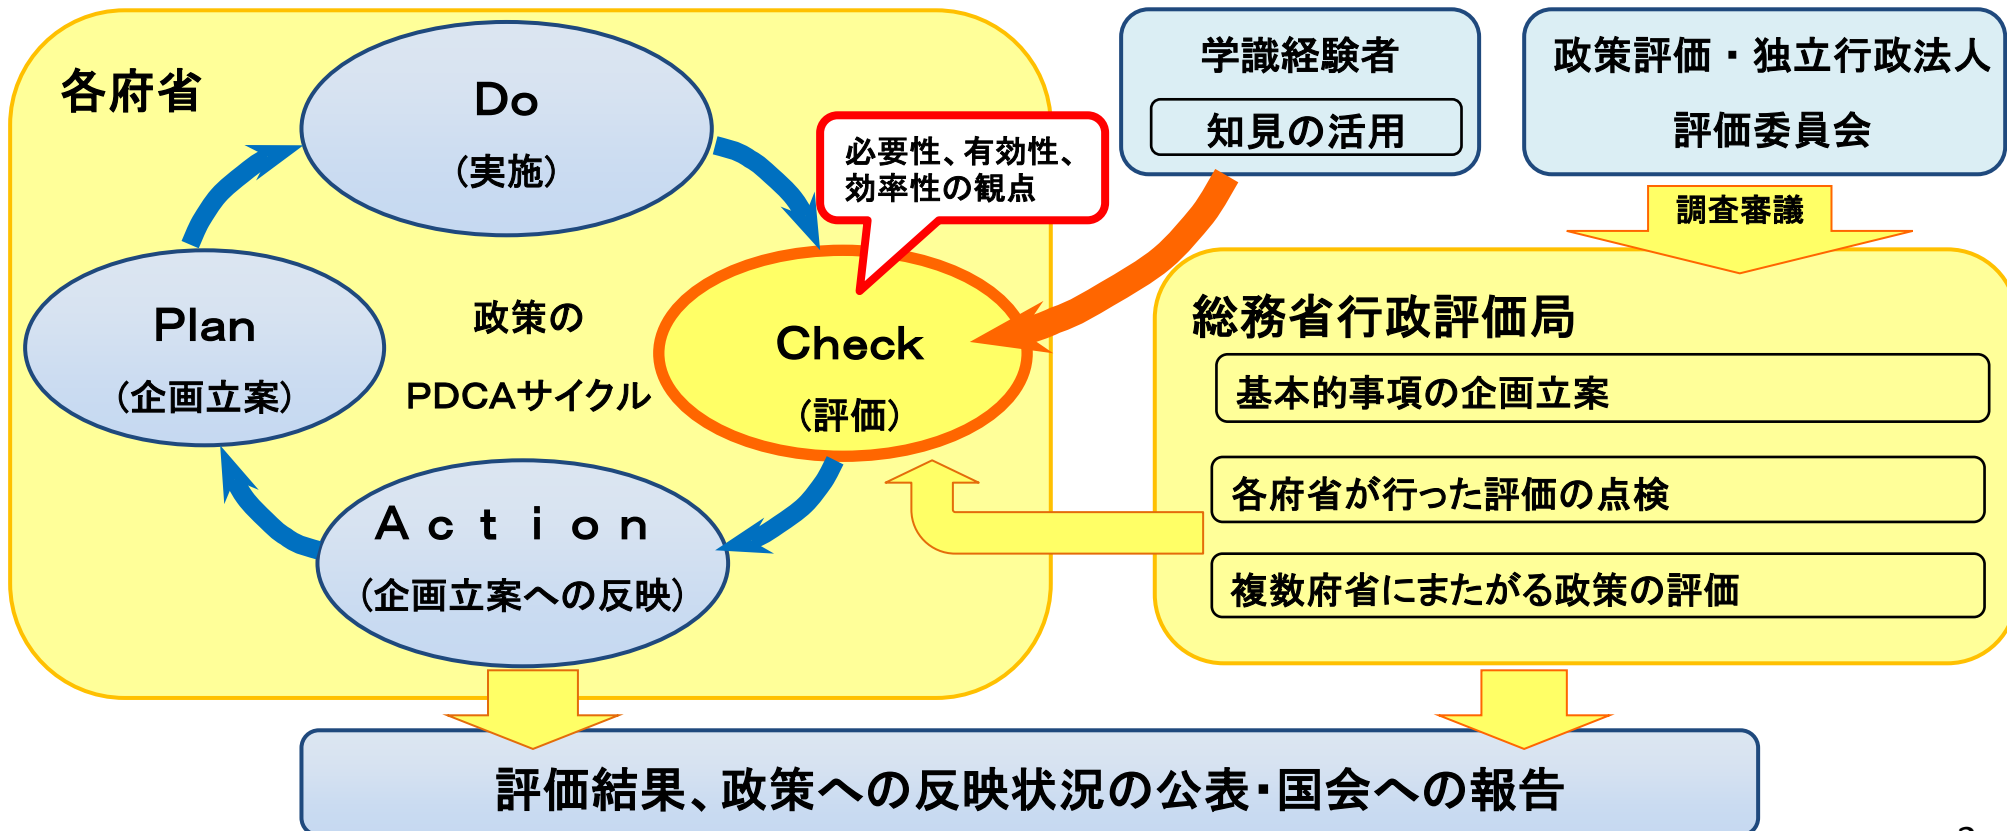 各府省
Do
(実施)
必要性、有効性、
効率性の観点
Plan
(企画立案)
政策の
PDCAサイクル
Check
(評価)
Action
(企画立案への反映)
学識経験者
知見の活用
政策評価・独立行政法人
評価委員会
調査審議
総務省行政評価局
基本的事項の企画立案
各府省が行った評価の点検
複数府省にまたがる政策の評価
評価結果、政策への反映状況の公表・国会への報告